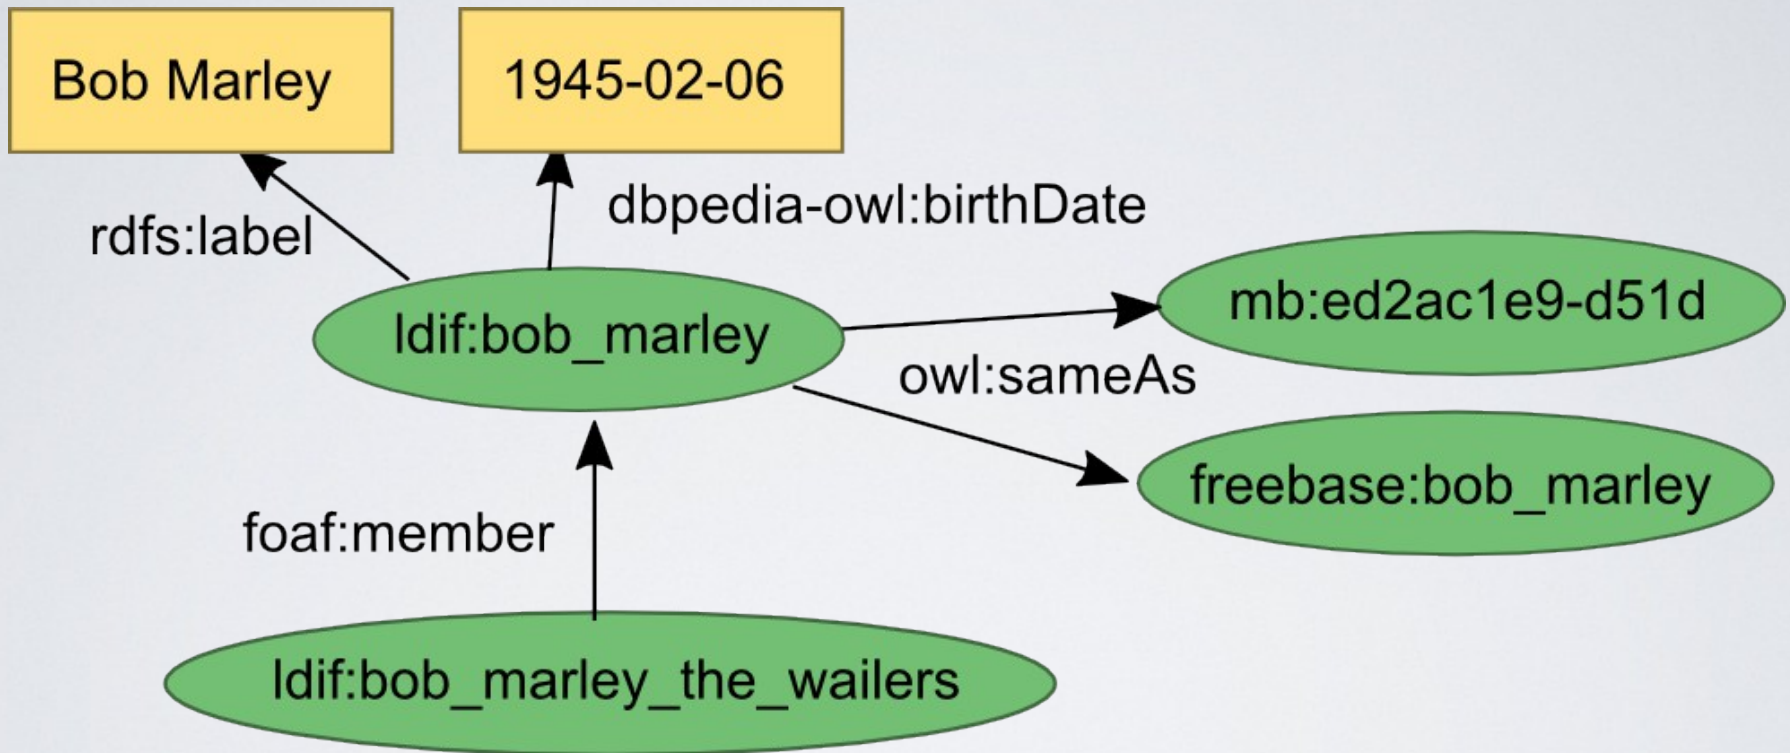 Bob Marley
1945-02-06
dbpedia-owl:birthDate
rdfs:label
ldif:bob_marley
mb:ed2ac1e9-d51d
owl:sameAs
freebase:bob_marley
foaf:member
ldif:bob_marley_the_wailers